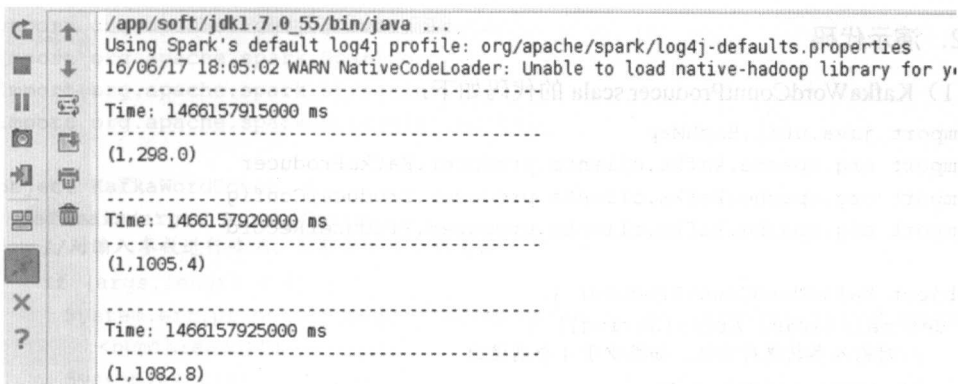 /app/soft/jdk1.7.0_55/bin/java ...
Using Spark's default log4j profile: org/apache/spark/log4j-defaults.properties
16/06/17 18:05:02 WARN NativeCodeLoader: Unable to load native-hadoop library for
-------------------------------------------
Time: 1466157915000 ms
-------------------------------------------
(1,298.0)
-------------------------------------------
Time: 1466157920000 ms
-------------------------------------------
(1,1005.4)
-------------------------------------------
Time: 1466157925000 ms
-------------------------------------------
(1,1082.8)